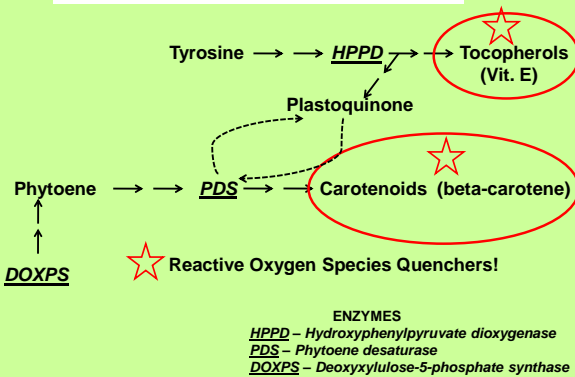 Tyrosine HPPD Tocopherols
(Vit. E)
Plastoquinone
Phytoene PDS Carotenoids (beta-carotene)
Reactive Oxygen Species Quenchers!
DOXPS
ENZYMES
HPPD – Hydroxyphenylpyruvate dioxygenase
PDS – Phytoene desaturase
DOXPS – Deoxyxylulose-5-phosphate synthase